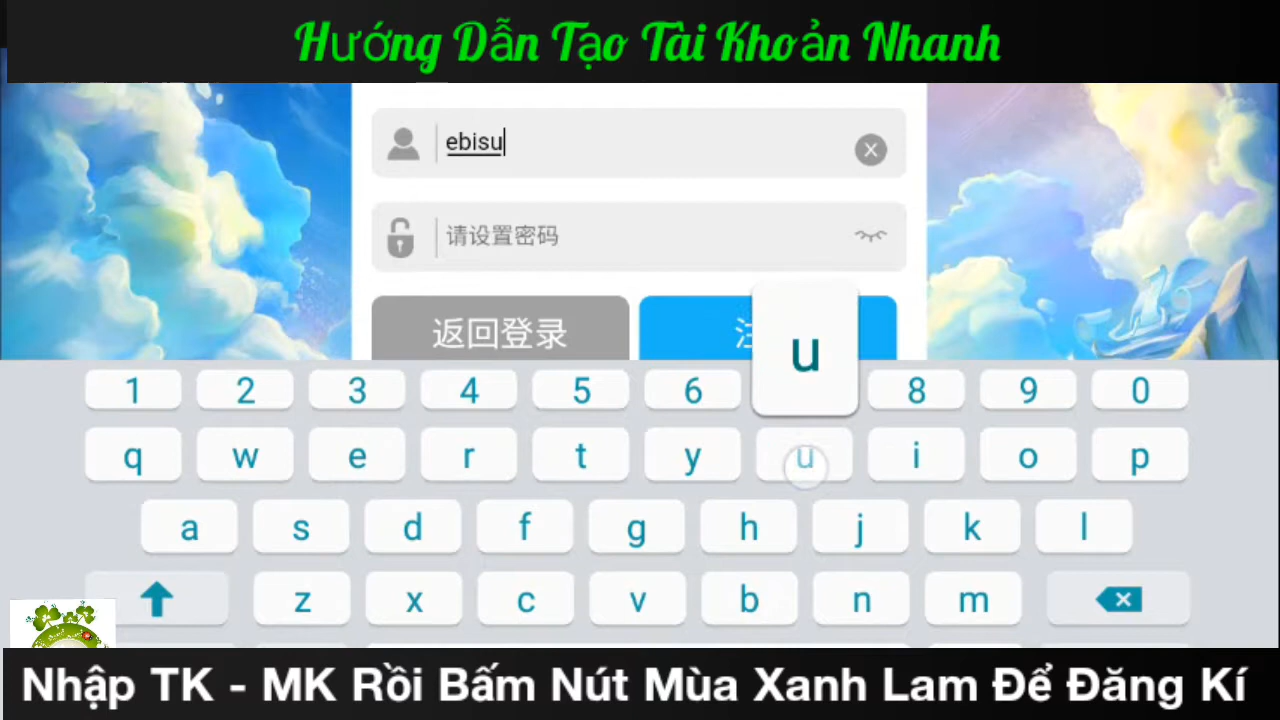 Hướng Dẫn Tạo Tài Khoản Nhanh
ebisu
请设置密码
返回登录
u
1 2 3 4 5 6 8 9 0
q w e r t y u i o p
a s d f g h j k l
z x c v b n m
Nhập TK - MK Rồi Bấm Nút Mùa Xanh Lam Để Đăng Kí